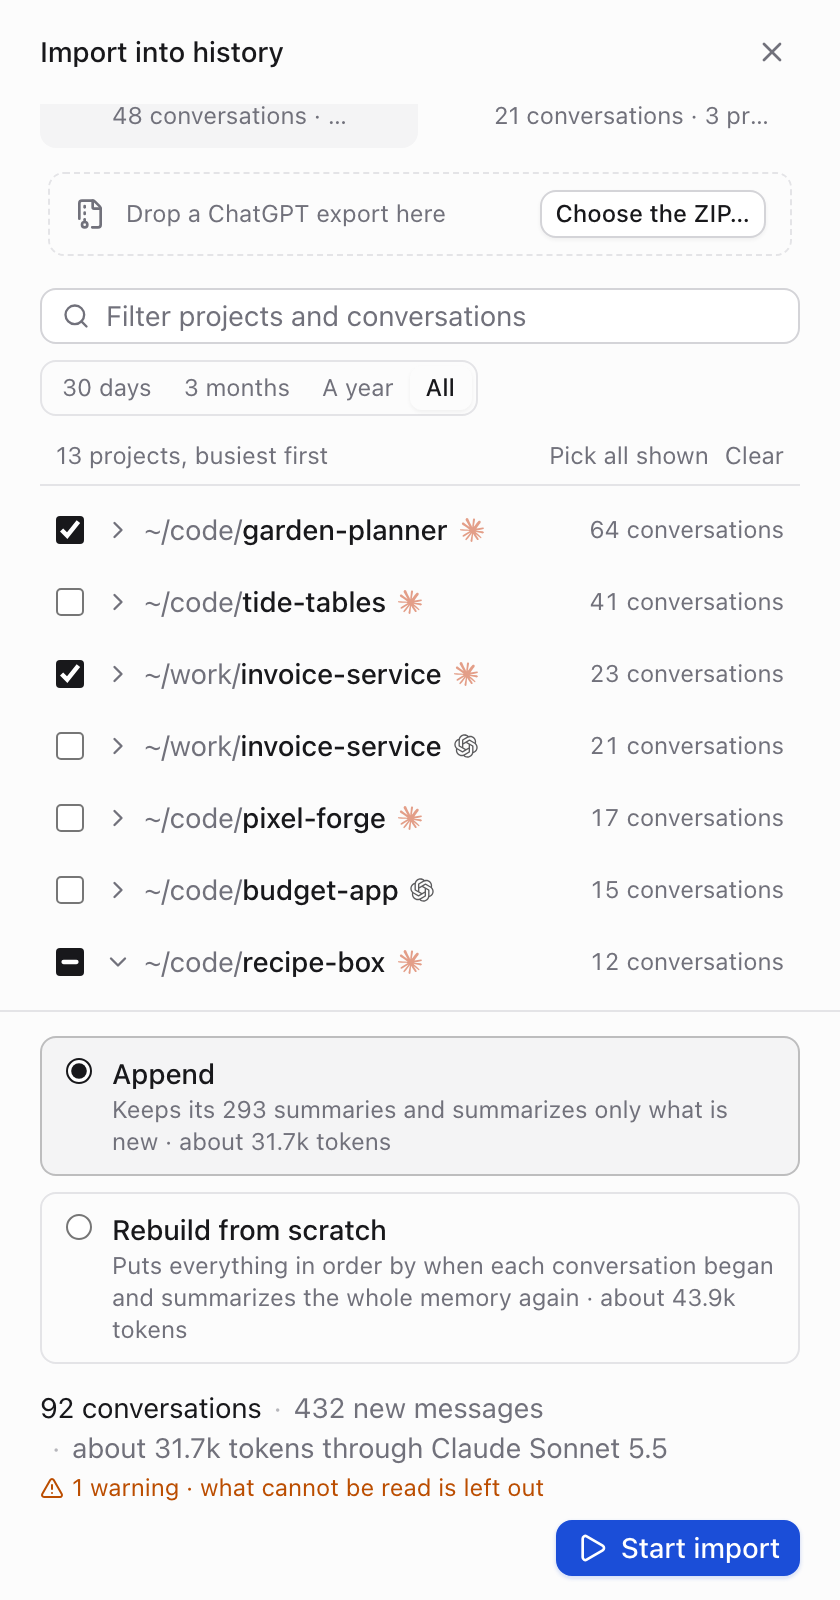 Import into history
48 conversations · ...
21 conversations · 3 pr...
Drop a ChatGPT export here
Choose the ZIP...
Filter projects and conversations
30 days 3 months A year All
13 projects, busiest first
Pick all shown Clear
~/code/garden-planner 64 conversations
~/code/tide-tables 41 conversations
~/work/invoice-service 23 conversations
~/work/invoice-service 21 conversations
~/code/pixel-forge 17 conversations
~/code/budget-app 15 conversations
~/code/recipe-box 12 conversations
Append
Keeps its 293 summaries and summarizes only what is
new · about 31.7k tokens
Rebuild from scratch
Puts everything in order by when each conversation began
and summarizes the whole memory again · about 43.9k
tokens
92 conversations · 432 new messages
· about 31.7k tokens through Claude Sonnet 5.5
1 warning · what cannot be read is left out
Start import